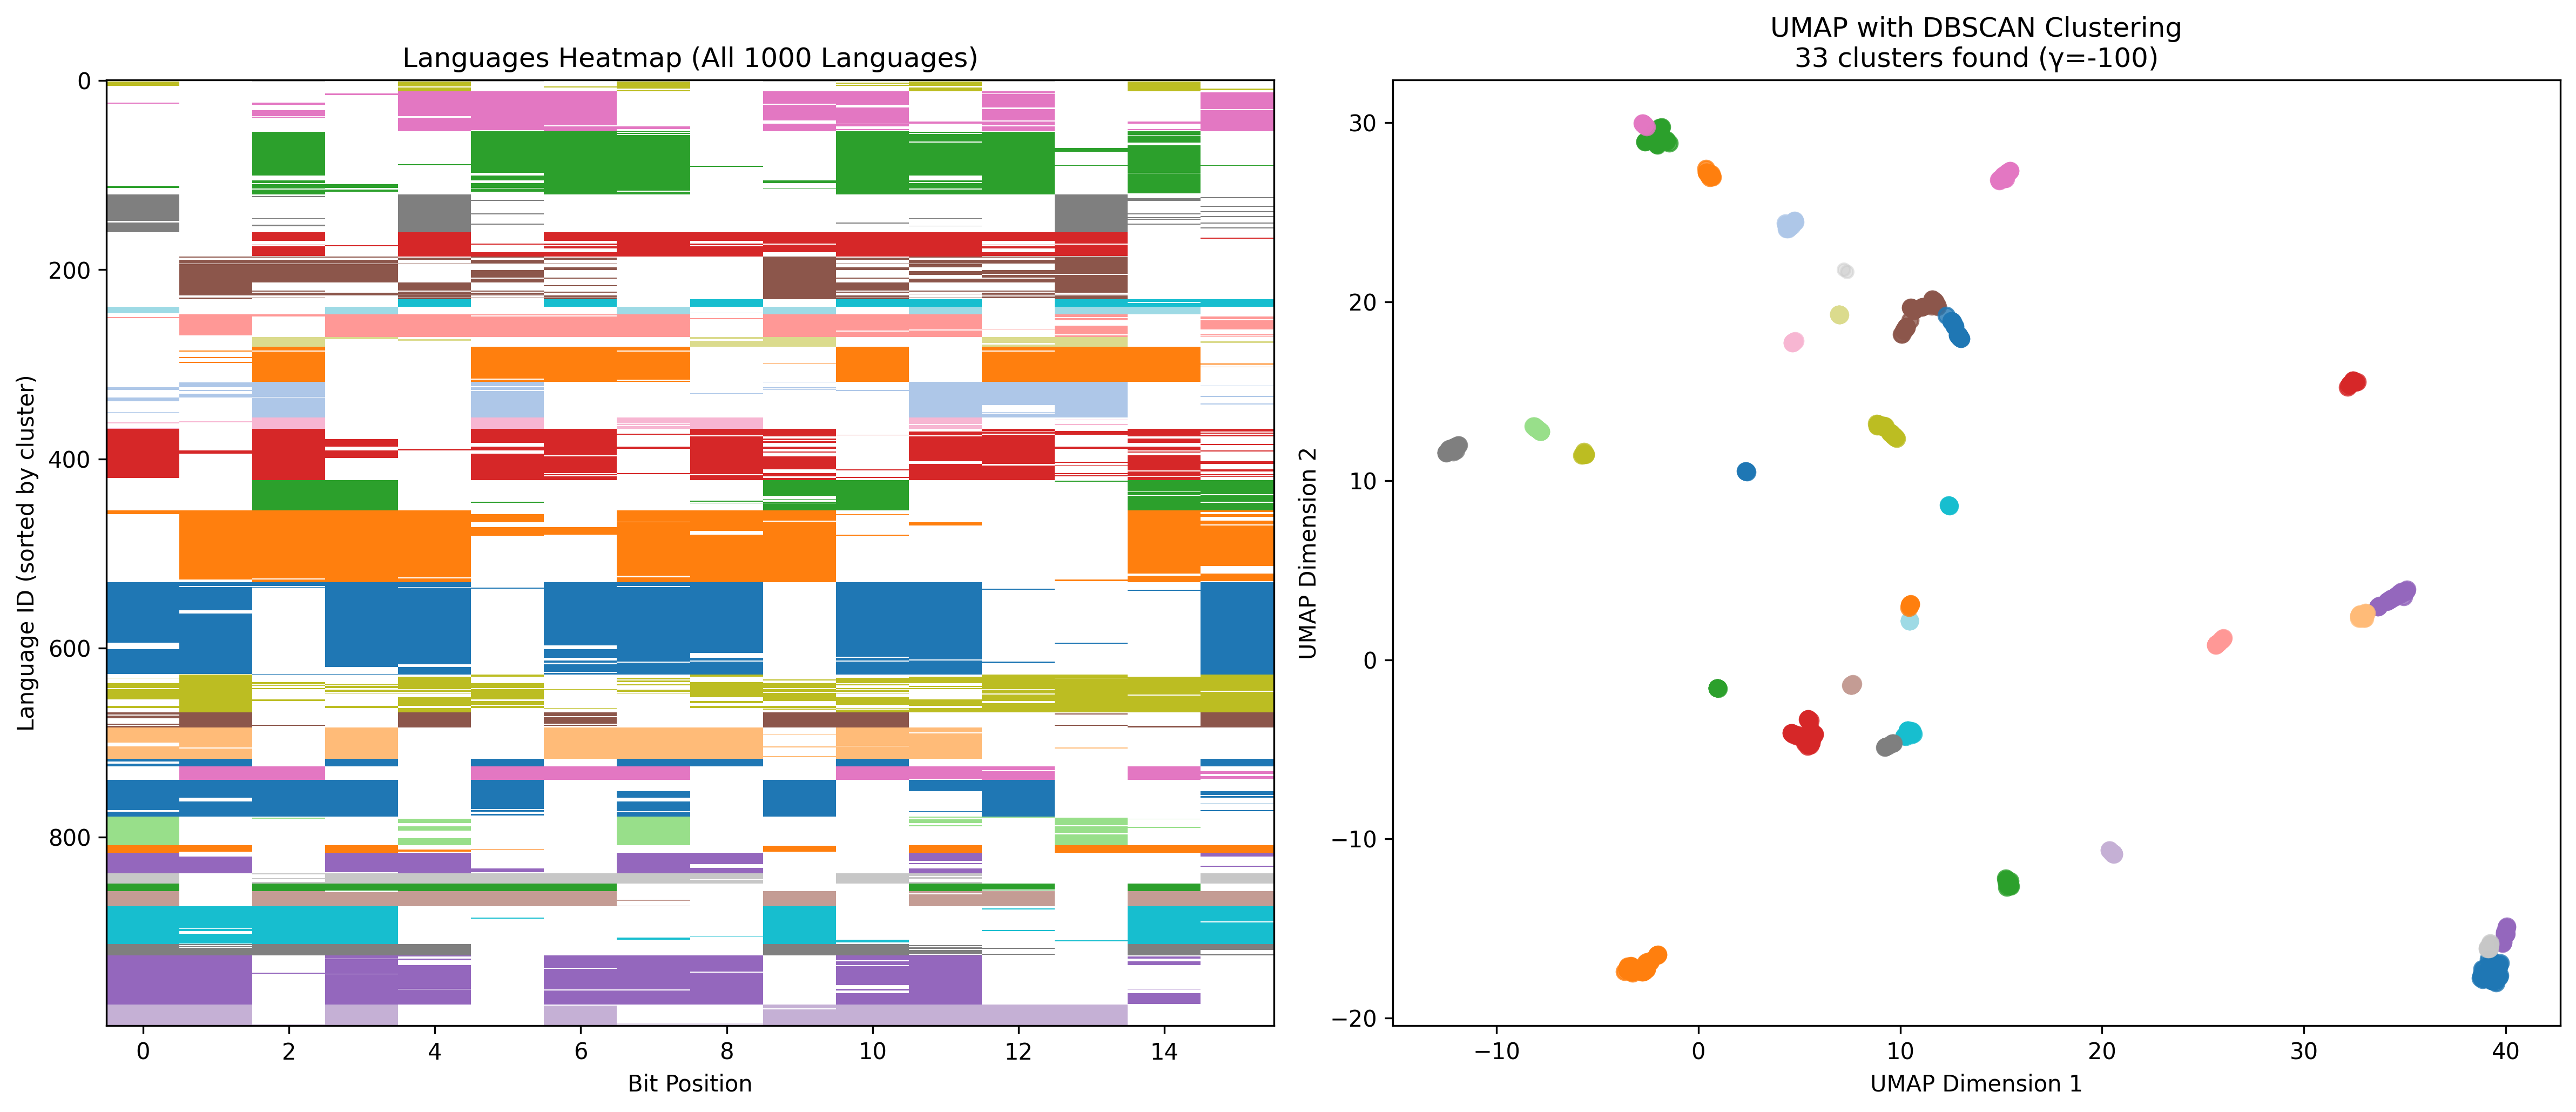 Languages Heatmap (All 1000 Languages)
0
200
400
600
800
Language ID (sorted by cluster)
0 2 4 6 8 10 12 14
Bit Position
UMAP with DBSCAN Clustering
33 clusters found (γ=-100)
30
20
10
0
−10
−20
UMAP Dimension 2
−10 0 10 20 30 40
UMAP Dimension 1